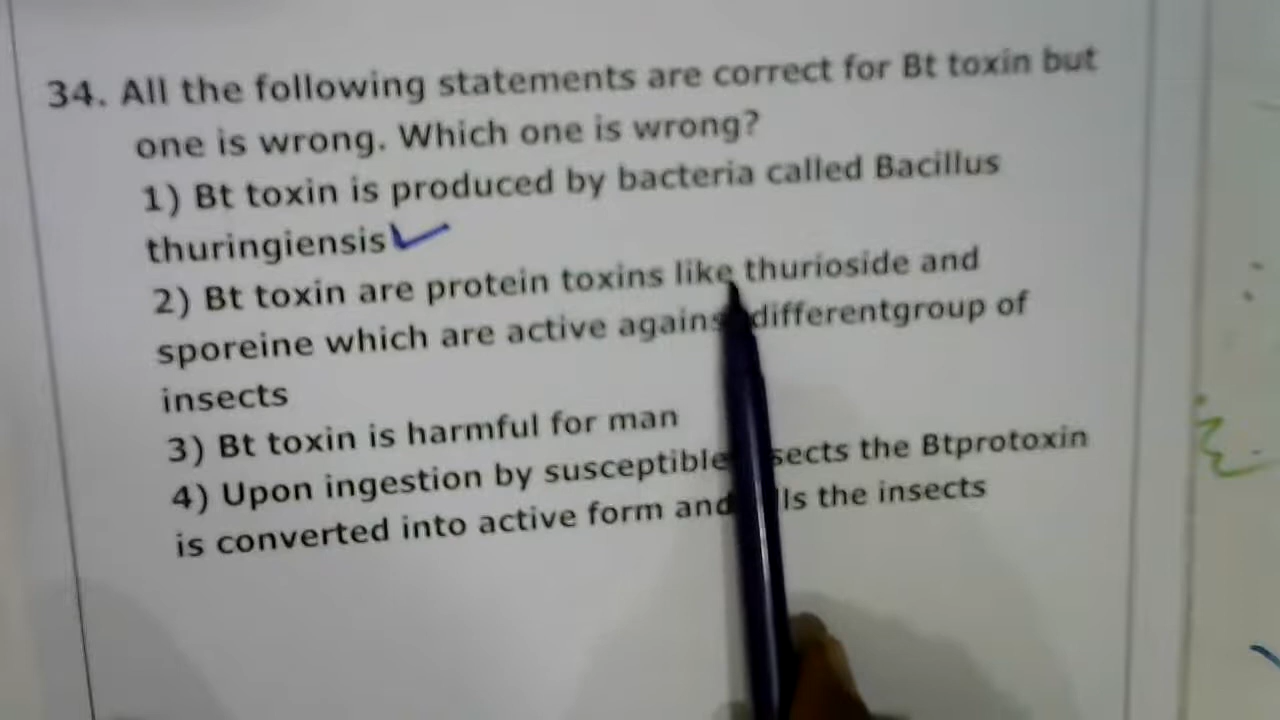 34. All the following statements are correct for Bt toxin but
one is wrong. Which one is wrong?
1) Bt toxin is produced by bacteria called Bacillus
thuringiensis
2) Bt toxin are protein toxins like thurioside and
sporeine which are active agains differentgroup of
insects
3) Bt toxin is harmful for man
4) Upon ingestion by susceptible sects the Btprotoxin
is converted into active form and ls the insects